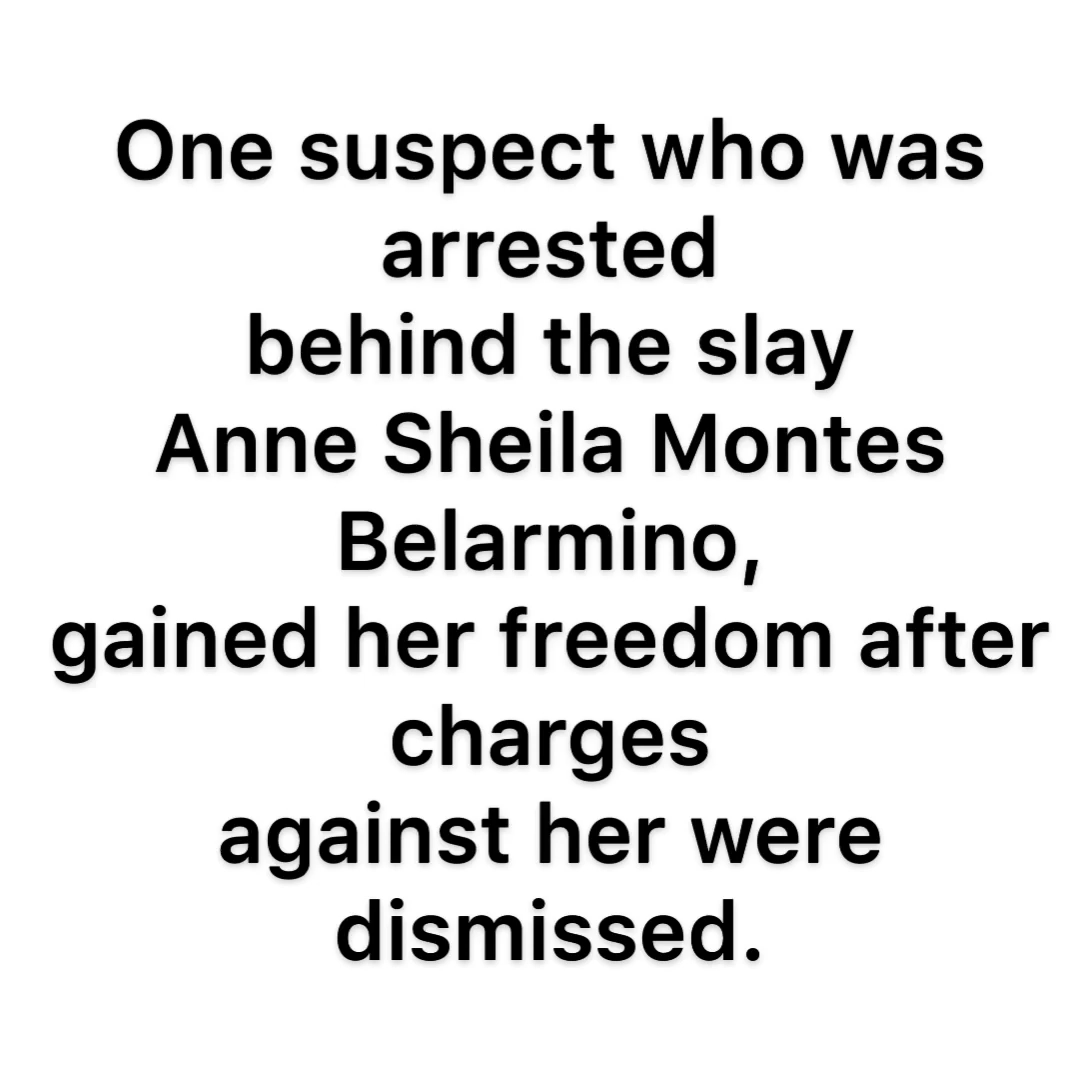 One suspect who was
arrested
behind the slay
Anne Sheila Montes
Belarmino,
gained her freedom after
charges
against her were
dismissed.